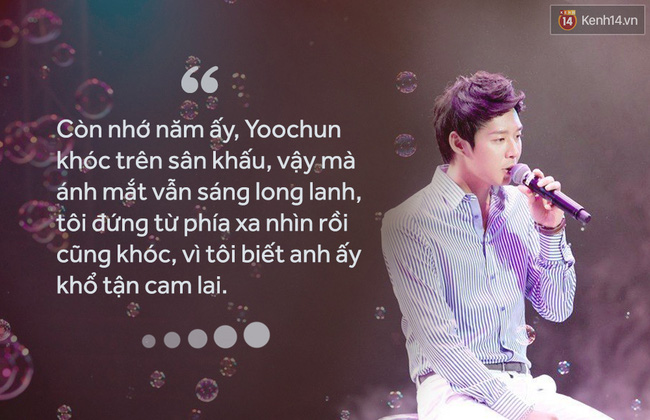 14 Kenh14.vn
“
Còn nhớ năm ấy, Yoochun
khóc trên sân khấu, vậy mà
ánh mắt vẫn sáng long lanh,
tôi đứng từ phía xa nhìn rồi
cũng khóc, vì tôi biết anh ấy
khổ tận cam lai.